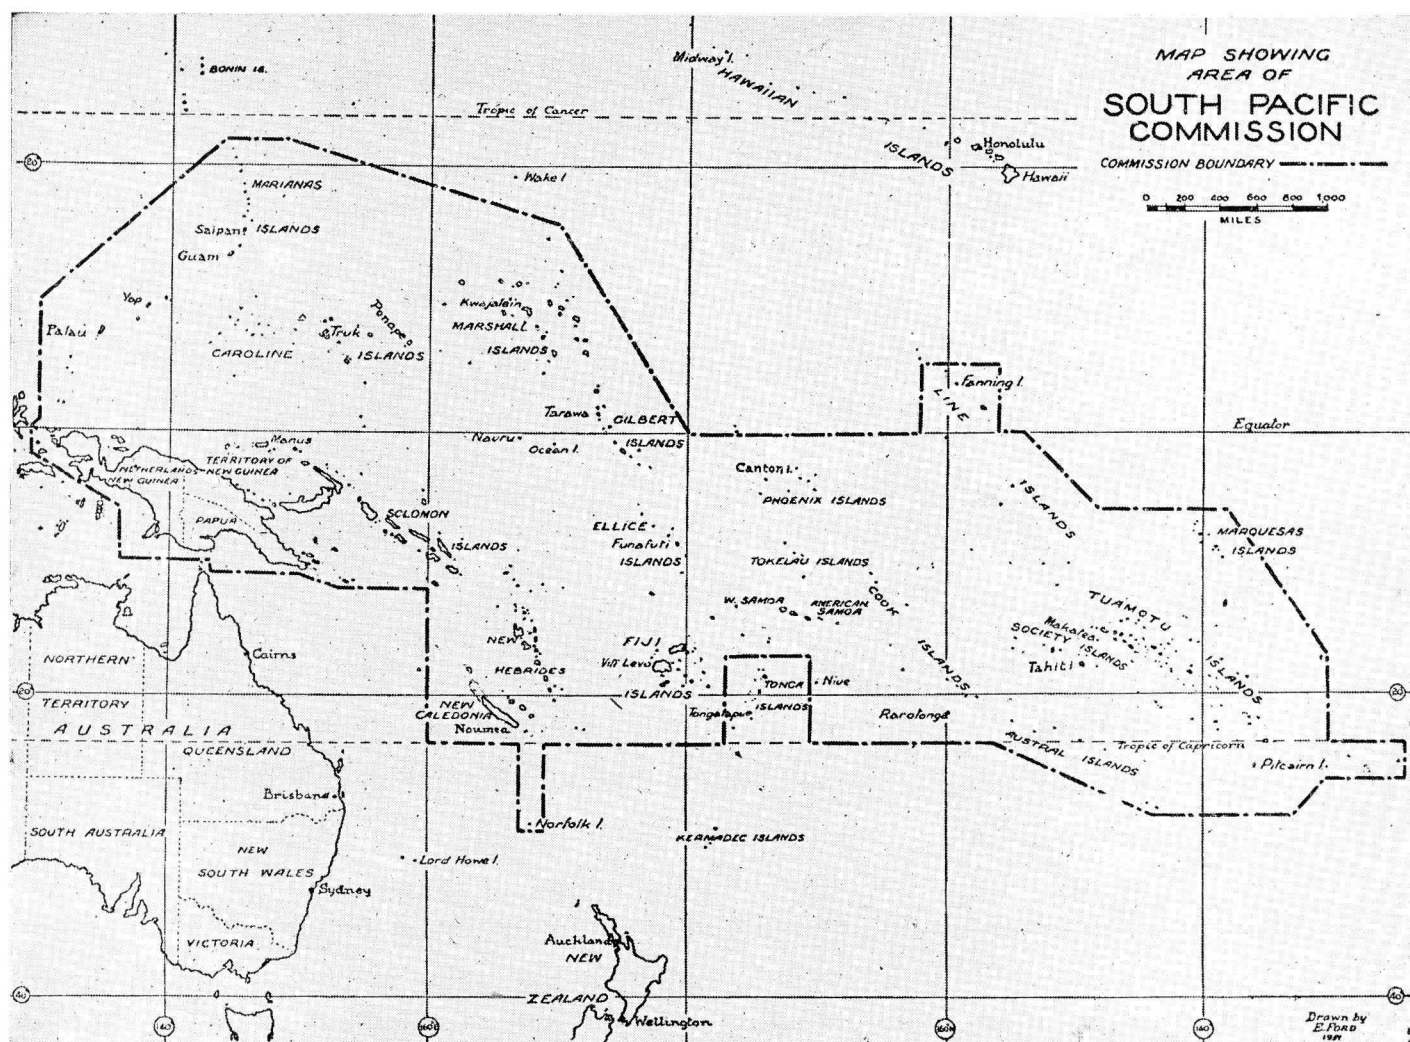 MAP SHOWING
AREA OF
SOUTH PACIFIC
COMMISSION
COMMISSION BOUNDARY
0 200 400 600 800 1,000
MILES
BONIN IS.
Midway I.
HAWAIIAN
ISLANDS
Honolulu
Hawaii
Tropic of Cancer
20
MARIANAS
ISLANDS
Saipan
Guam
Wake I.
Yap
Palau
CAROLINE
ISLANDS
Truk
Ponape
Kwajalein
MARSHALL
ISLANDS
Tarawa
GILBERT
ISLANDS
Nauru
Ocean I.
Fanning I.
LINE
ISLANDS
Equator
Manus
TERRITORY OF
NEW GUINEA
NETHERLANDS
NEW GUINEA
PAPUA
SOLOMON
ISLANDS
Canton I.
PHOENIX ISLANDS
ELLICE
Funafuti
ISLANDS
TOKELAU ISLANDS
MARQUESAS
ISLANDS
W. SAMOA
AMERICAN
SAMOA
COOK
ISLANDS
TUAMOTU
ISLANDS
Makatea
SOCIETY ISLANDS
Tahiti
NEW
HEBRIDES
FIJI
Viti Levu
ISLANDS
TONGA
ISLANDS
Tongatapu
Niue
Rarotonga
20
20
NEW
CALEDONIA
Noumea
Cairns
NORTHERN
TERRITORY
AUSTRALIA
QUEENSLAND
AUSTRAL ISLANDS
Tropic of Capricorn
Pitcairn I.
Brisbane
Norfolk I.
SOUTH AUSTRALIA
NEW
SOUTH WALES
Lord Howe I.
KERMADEC ISLANDS
Sydney
VICTORIA
Auckland
NEW
ZEALAND
Wellington
40
40
140
160E
160W
140
Drawn by
E. FORD
1951